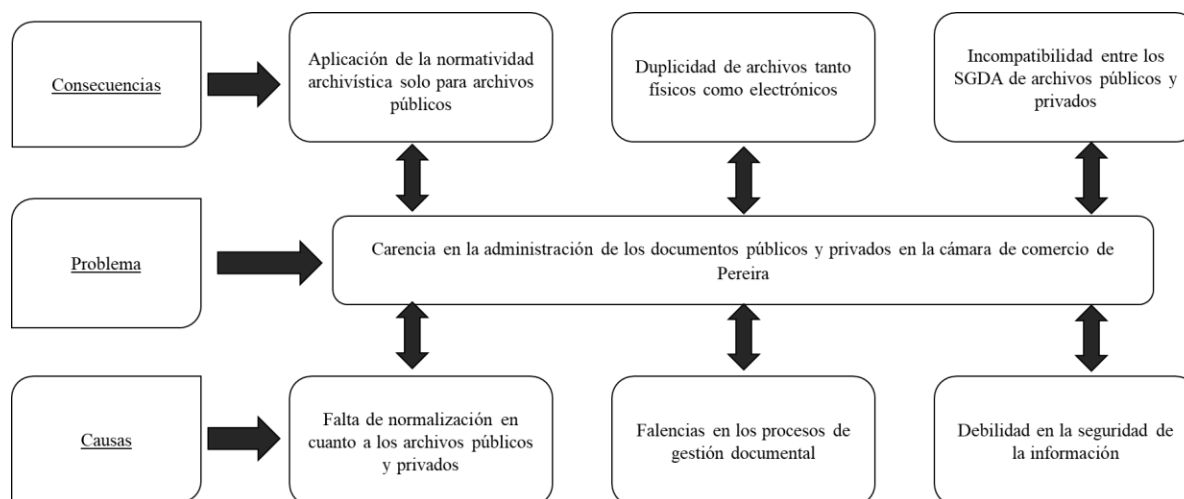 Consecuencias
Aplicación de la normatividad
archivística solo para archivos
públicos
Duplicidad de archivos tanto
físicos como electrónicos
Incompatibilidad entre los
SGDA de archivos públicos y
privados
Problema
Carencia en la administración de los documentos públicos y privados en la cámara de comercio de
Pereira
Causas
Falta de normalización en
cuanto a los archivos públicos
y privados
Falencias en los procesos de
gestión documental
Debilidad en la seguridad de
la información